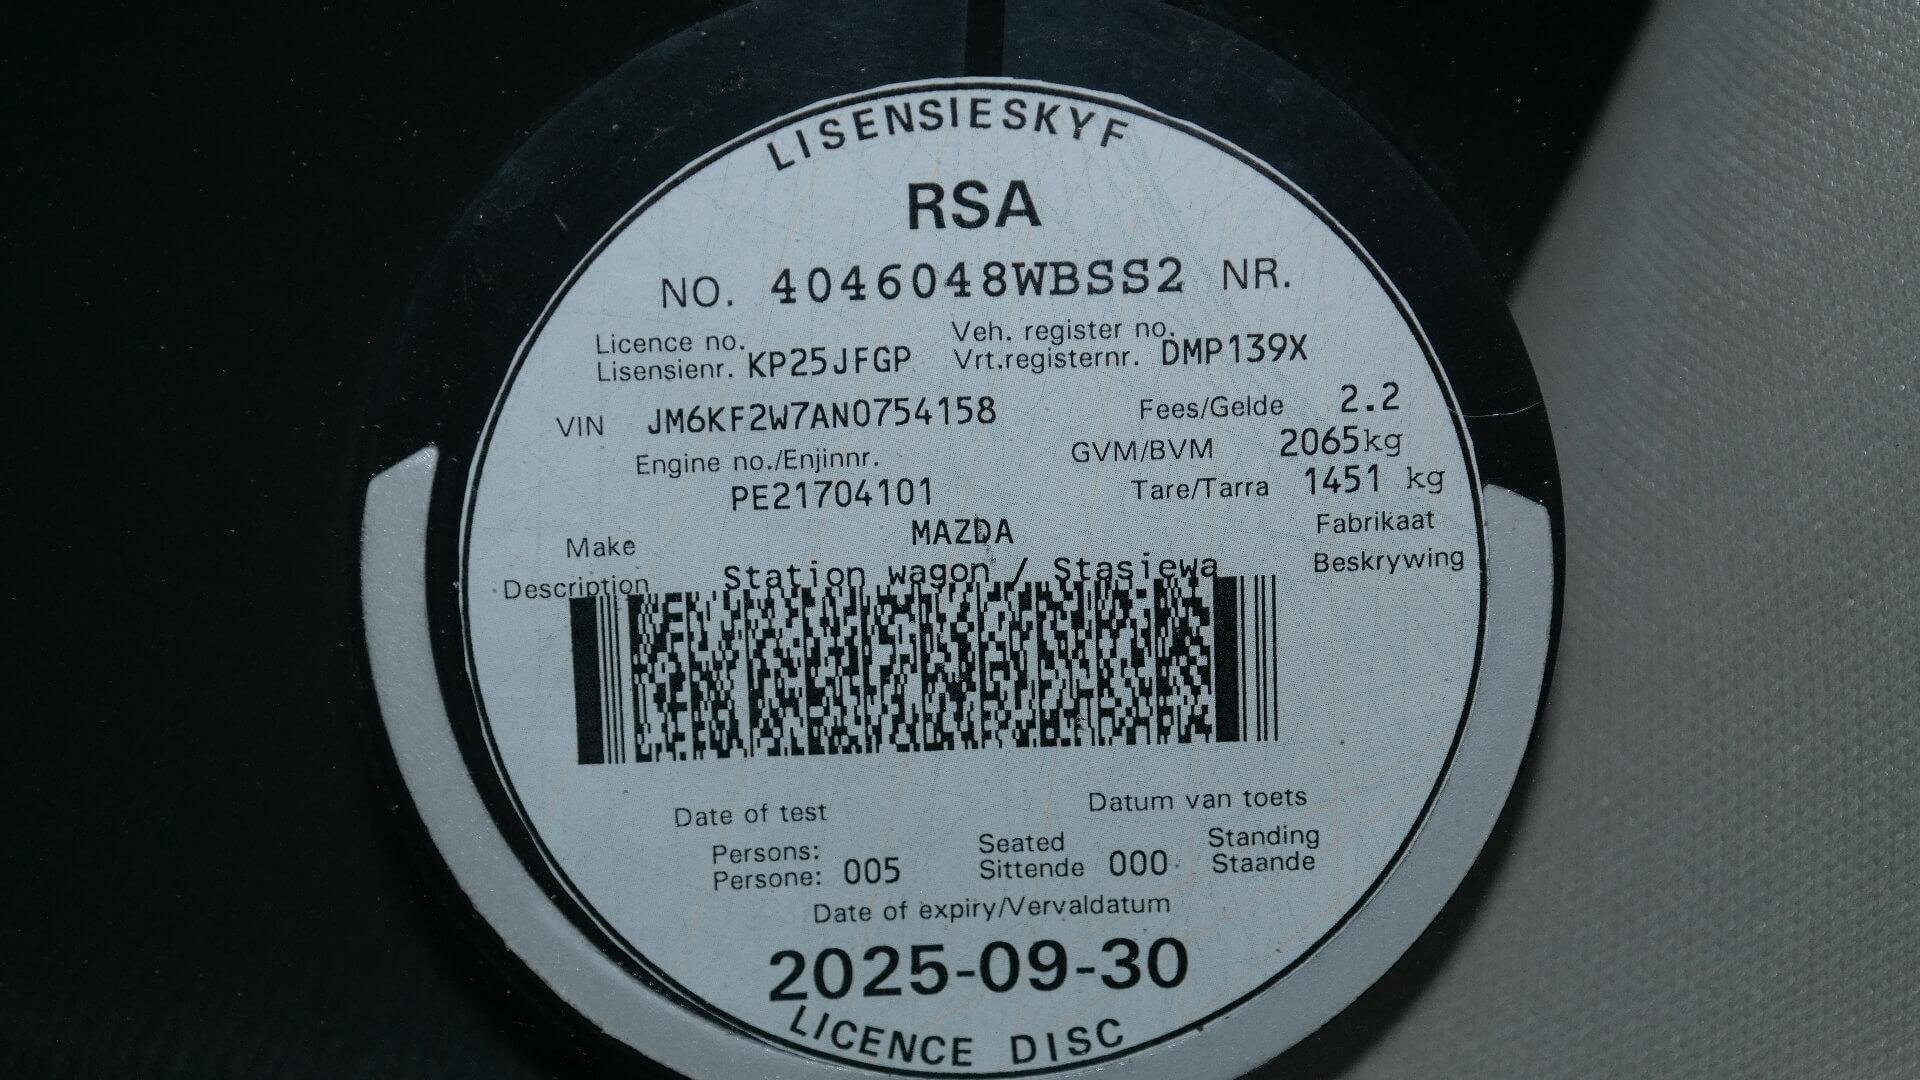 LISENSIESKYF
RSA
NO. 4046048WBSS2 NR.
Licence no. Veh. register no.
Lisensienr. KP25JFGP Vrt.registernr. DMP139X
VIN JM6KF2W7AN0754158 Fees/Gelde 2.2
Engine no./Enjinnr. GVM/BVM 2065kg
PE21704101 Tare/Tarra 1451 kg
Make MAZDA Fabrikaat
Description Station wagon / Stasiewa Beskrywing
Date of test Datum van toets
Persons: Seated Standing
Persone: 005 Sittende 000 Staande
Date of expiry/Vervaldatum
2025-09-30
LICENCE DISC